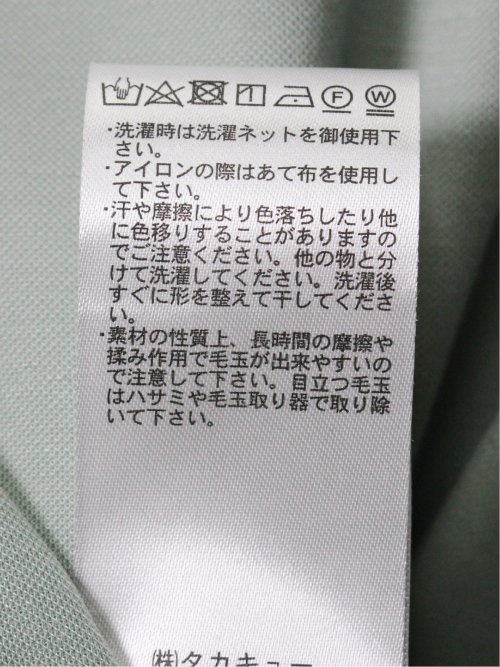 ・洗濯時は洗濯ネットを御使用下
さい。
・アイロンの際はあて布を使用し
て下さい。
・汗や摩擦により色落ちしたり他
に色移りすることがありますの
でご注意ください。他の物と分
けて洗濯してください。洗濯後
すぐに形を整えて干してくださ
い。
・素材の性質上、長時間の摩擦や
揉み作用で毛玉が出来やすいの
で注意して下さい。目立つ毛玉
はハサミや毛玉取り器で取り除
いて下さい。
㈱タカキュー